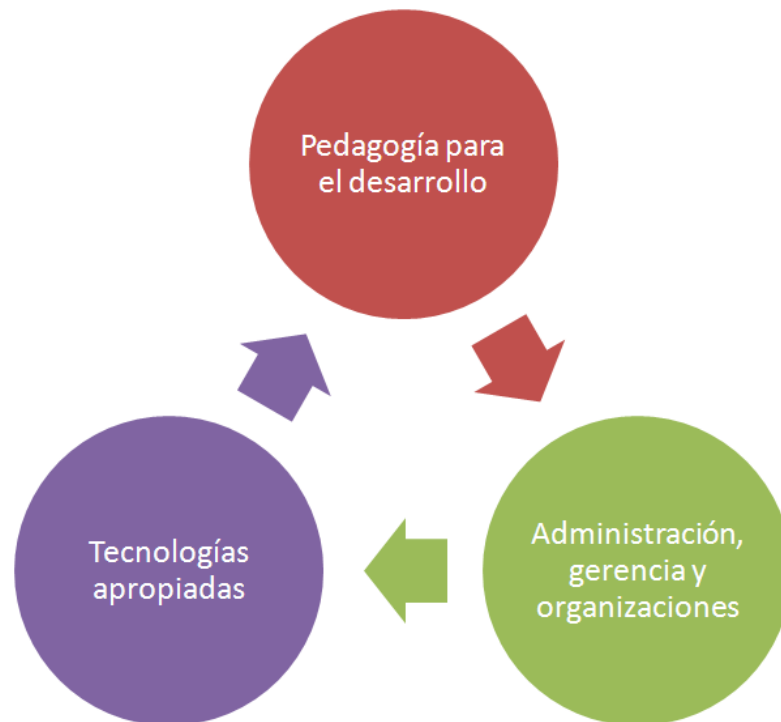 Pedagogía para
el desarrollo
Administración,
gerencia y
organizaciones
Tecnologías
apropiadas